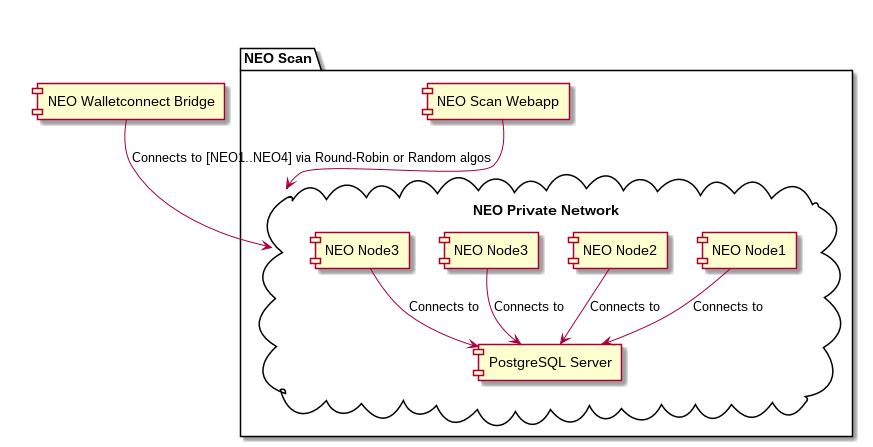 NEO Scan
NEO Walletconnect Bridge
NEO Scan Webapp
Connects to [NEO1..NEO4] via Round-Robin or Random algos
NEO Private Network
NEO Node3
NEO Node3
NEO Node2
NEO Node1
Connects to
Connects to
Connects to
Connects to
PostgreSQL Server